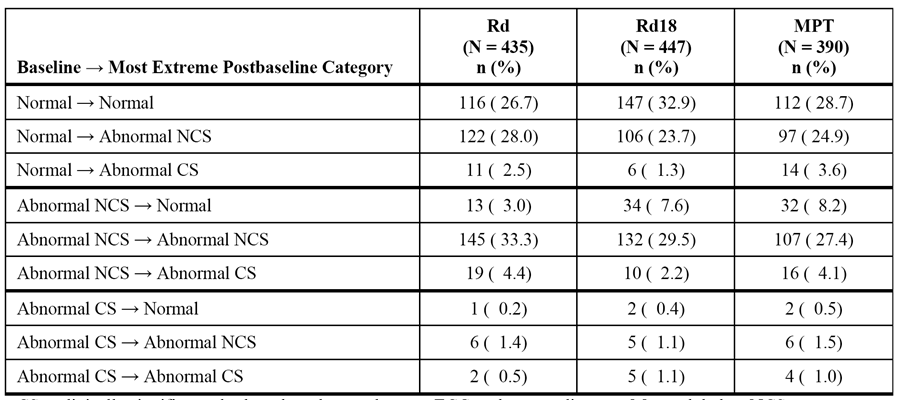 Baseline → Most Extreme Postbaseline Category
Rd
(N = 435)
n (%)
Rd18
(N = 447)
n (%)
MPT
(N = 390)
n (%)
Normal → Normal 116 ( 26.7) 147 ( 32.9) 112 ( 28.7)
Normal → Abnormal NCS 122 ( 28.0) 106 ( 23.7) 97 ( 24.9)
Normal → Abnormal CS 11 ( 2.5) 6 ( 1.3) 14 ( 3.6)
Abnormal NCS → Normal 13 ( 3.0) 34 ( 7.6) 32 ( 8.2)
Abnormal NCS → Abnormal NCS 145 ( 33.3) 132 ( 29.5) 107 ( 27.4)
Abnormal NCS → Abnormal CS 19 ( 4.4) 10 ( 2.2) 16 ( 4.1)
Abnormal CS → Normal 1 ( 0.2) 2 ( 0.4) 2 ( 0.5)
Abnormal CS → Abnormal NCS 6 ( 1.4) 5 ( 1.1) 6 ( 1.5)
Abnormal CS → Abnormal CS 2 ( 0.5) 5 ( 1.1) 4 ( 1.0)